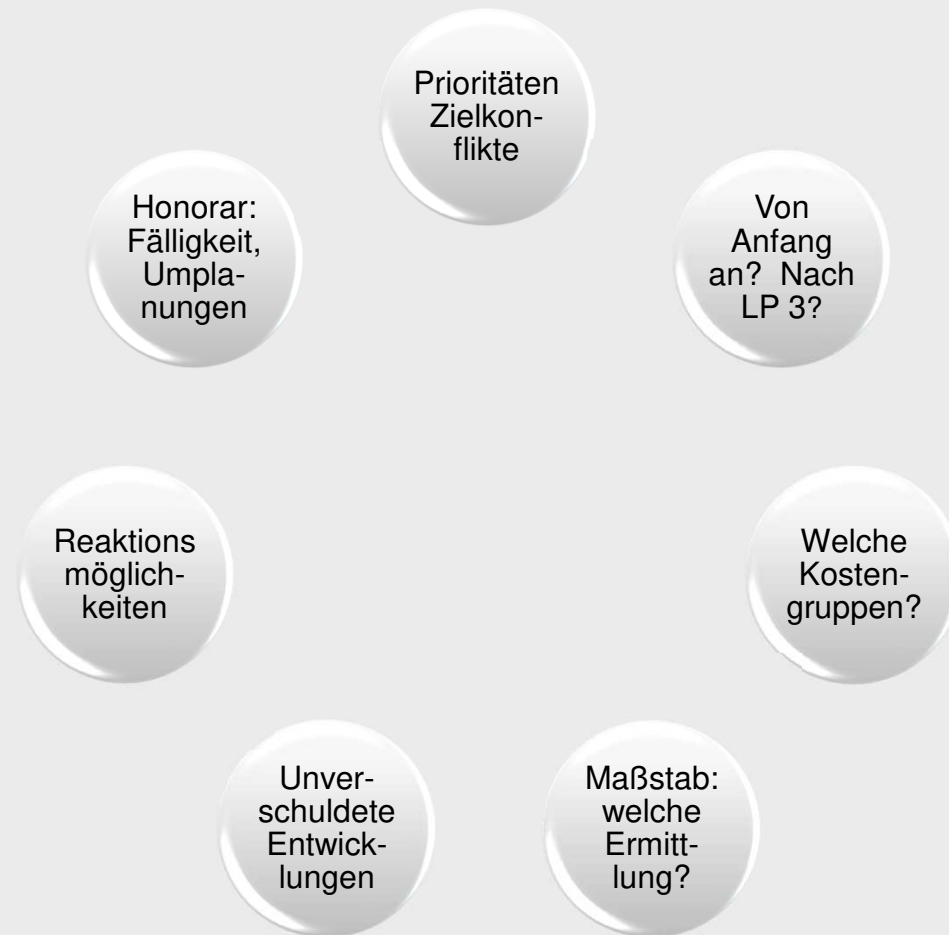 Prioritäten
Zielkon-
flikte
Von
Anfang
an?  Nach
LP 3?
Welche
Kosten-
gruppen?
Maßstab:
welche
Ermitt-
lung?
Unver-
schuldete
Entwick-
lungen
Reaktions
möglich-
keiten
Honorar:
Fälligkeit,
Umpla-
nungen